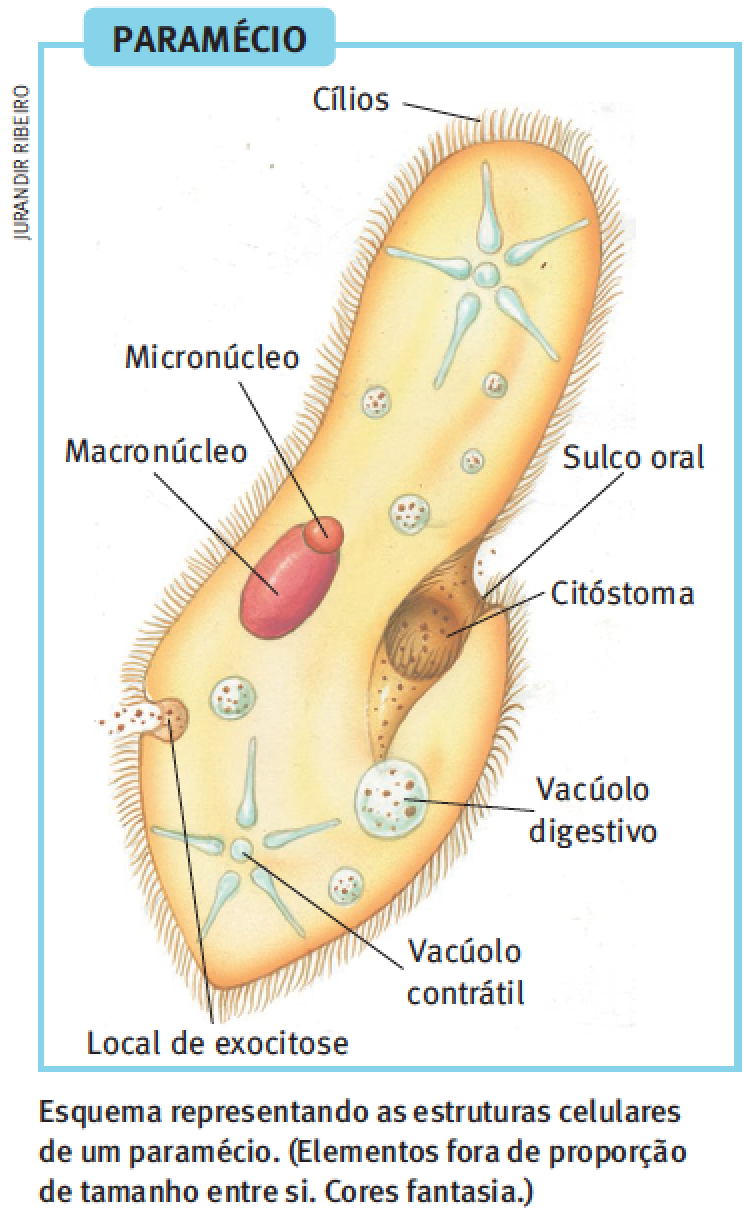 PARAMÉCIO
JURANDIR RIBEIRO
Cílios
Micronúcleo
Macronúcleo
Sulco oral
Citóstoma
Vacúolo
digestivo
Vacúolo
contrátil
Local de exocitose
Esquema representando as estruturas celulares
de um paramécio. (Elementos fora de proporção
de tamanho entre si. Cores fantasia.)